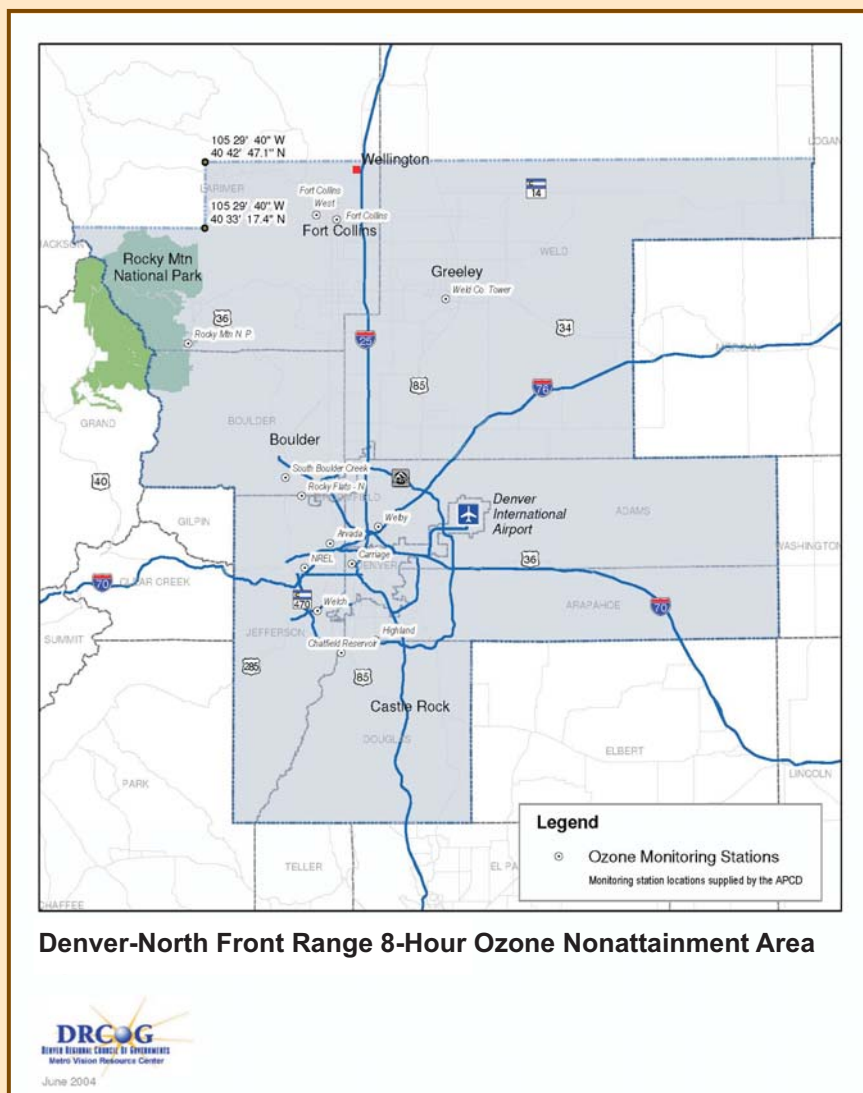 LOGAN
105 29' 40" W
40 42' 47.1" N
Wellington
LARIMER
14
Fort Collins
West
Fort Collins
105 29' 40" W
40 33' 17.4" N
Fort Collins
JACKSON
WELD
Rocky Mtn
National Park
Greeley
Weld Co. Tower
36
34
Rocky Mtn N. P.
25
MORGAN
85
76
GRAND
BOULDER
Boulder
40
South Boulder Creek
Rocky Flats - N
GILPIN
Denver
International
Airport
ADAMS
Welby
Arvada
WASHINGTON
NREL
Carriage
DENVER
36
70
CLEAR CREEK
470
Welch
ARAPAHOE
70
JEFFERSON
Highland
SUMMIT
Chatfield Reservoir
285
85
Castle Rock
DOUGLAS
ELBERT
LINCOLN
PARK
Legend
Ozone Monitoring Stations
Monitoring station locations supplied by the APCD
TELLER
EL PA
CHAFFEE
Denver-North Front Range 8-Hour Ozone Nonattainment Area
DRCOG
DENVER REGIONAL COUNCIL OF GOVERNMENTS
Metro Vision Resource Center
June 2004